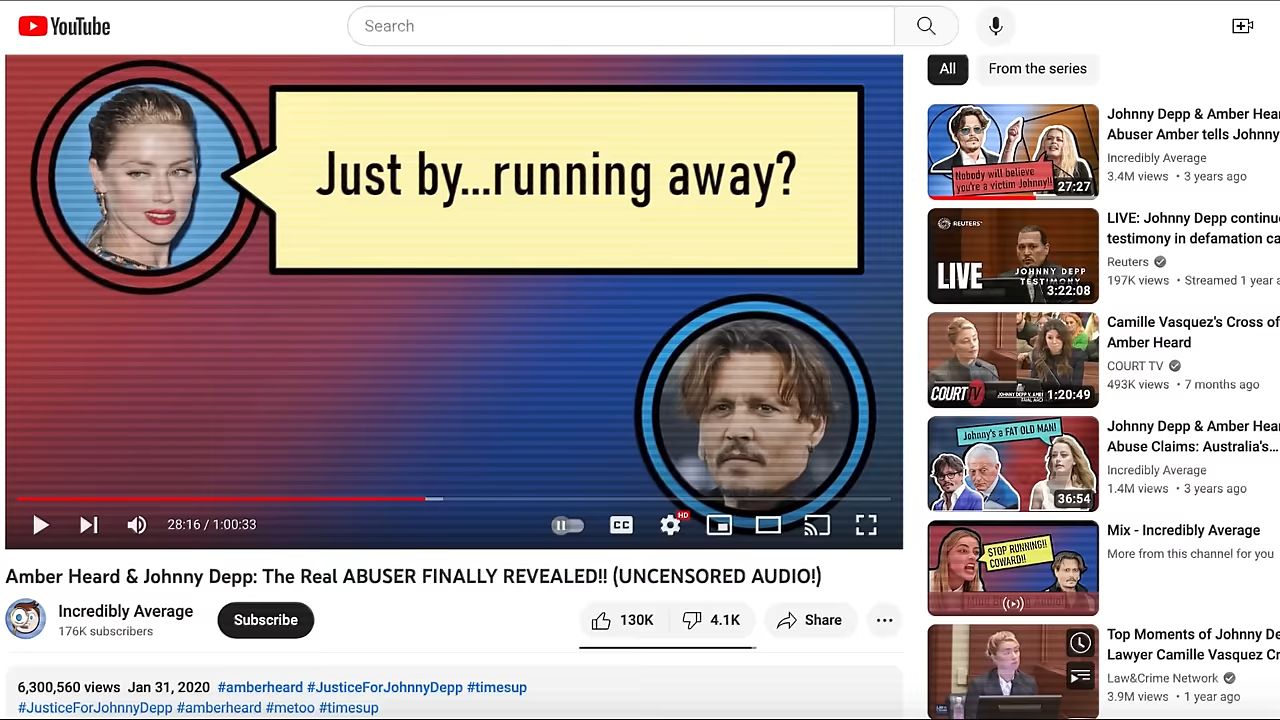 YouTube
Search
Just by...running away?
28:16 / 1:00:33
CC
HD
Amber Heard & Johnny Depp: The Real ABUSER FINALLY REVEALED!! (UNCENSORED AUDIO!)
Incredibly Average
176K subscribers
Subscribe
130K
4.1K
Share
6,300,560 views Jan 31, 2020 #amberheard #JusticeForJohnnyDepp #timesup
#JusticeForJohnnyDepp #amberheard #metoo #timesup
All
From the series
Nobody will believe
you're a victim Johnny!!
27:27
Johnny Depp & Amber Hear
Abuser Amber tells Johnny
Incredibly Average
3.4M views • 3 years ago
REUTERS
LIVE
JOHNNY DEPP
TESTIMONY
3:22:08
LIVE: Johnny Depp continu
testimony in defamation ca
Reuters
197K views • Streamed 1 year a
COURT TV
1:20:49
Camille Vasquez's Cross of
Amber Heard
COURT TV
493K views • 7 months ago
Johnny's a FAT OLD MAN!
36:54
Johnny Depp & Amber Hear
Abuse Claims: Australia's...
Incredibly Average
1.4M views • 3 years ago
STOP RUNNING!!
COWARD!!
Mix - Incredibly Average
More from this channel for you
Top Moments of Johnny De
Lawyer Camille Vasquez Cr
Law&Crime Network
3.9M views • 1 year ago